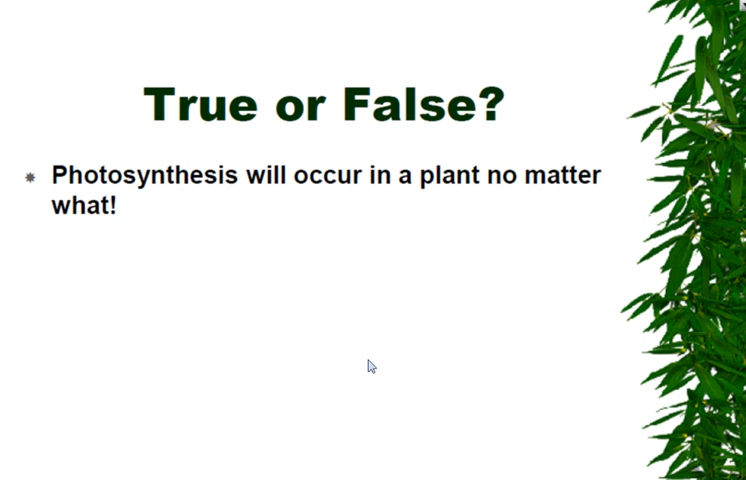 True or False?
Photosynthesis will occur in a plant no matter
what!